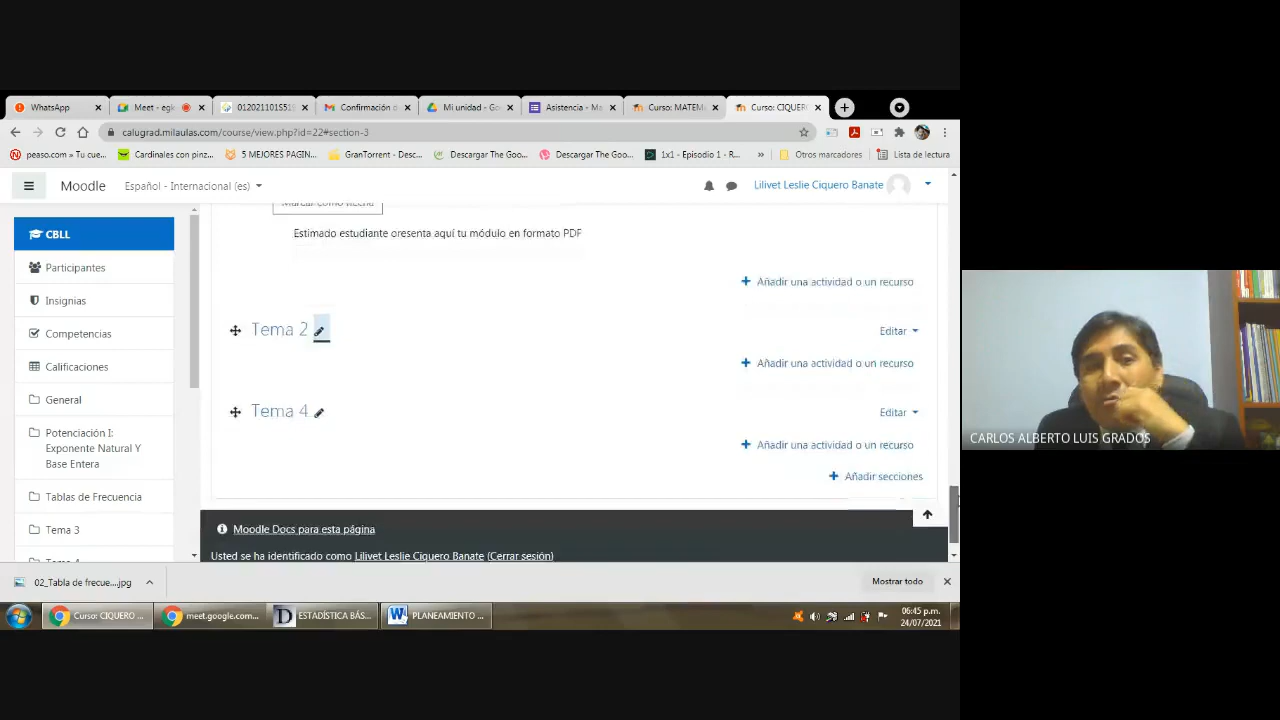 WhatsApp
Meet - egk
0120211015519
Confirmación d
Mi unidad - Go
Asistencia - Ma
Curso: MATEM
Curso: CIQUERO
calugrad.milaulas.com/course/view.php?id=22#section-3
peaso.com » Tu cue...
Cardinales con pinz...
5 MEJORES PAGIN...
GranTorrent - Desc...
Descargar The Goo...
Descargar The Goo...
1x1 - Episodio 1 - R...
»
Otros marcadores
Lista de lectura
Moodle
Español - Internacional (es)
Lilivet Leslie Ciquero Banate
CBLL
Participantes
Insignias
Competencias
Calificaciones
General
Potenciación I:
Exponente Natural Y
Base Entera
Tablas de Frecuencia
Tema 3
Tema 4
Marcar como hecha
Estimado estudiante oresenta aquí tu módulo en formato PDF
Añadir una actividad o un recurso
Tema 2
Editar
Añadir una actividad o un recurso
Tema 4
Editar
Añadir una actividad o un recurso
Añadir secciones
Moodle Docs para esta página
Usted se ha identificado como Lilivet Leslie Ciquero Banate (Cerrar sesión)
CARLOS ALBERTO LUIS GRADOS
02_Tabla de frecue....jpg
Mostrar todo
Curso: CIQUERO ...
meet.google.com...
ESTADÍSTICA BÁS...
PLANEAMIENTO ...
06:45 p.m.
24/07/2021